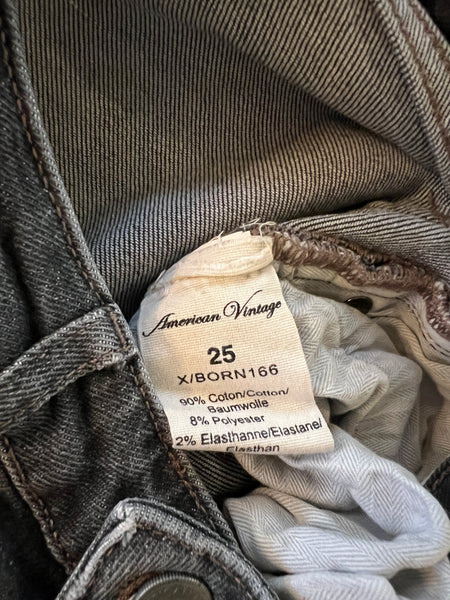 American Vintage
25
X/BORN166
90% Coton/Cotton/
Baumwolle
8% Polyester
2% Elasthanne/Elastane/
Elasthan